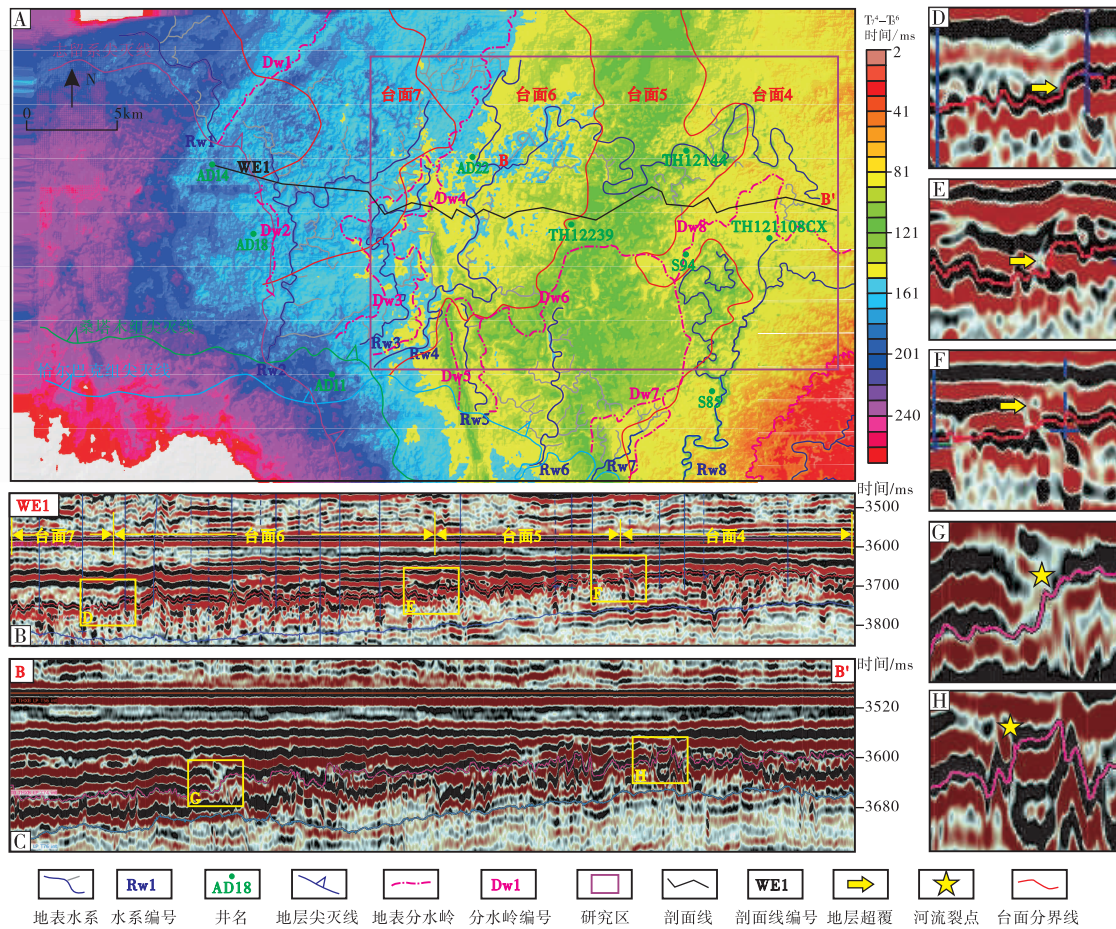 A
N
0
5km
Dw1
Rw1
AD14
WE1
AD18
Dw2
Rw2
AD11
台面7
台面6
台面5
台面4
AD22
B
TH12144
B'
Dw4
TH12239
Dw8
TH121108CX
S94
Dw3
Dw6
Rw3
Rw4
Dw5
Dw7
S85
Rw5
Rw6
Rw7
Rw8
T₇⁴–T₅⁶
时间/ms
2
41
81
121
161
201
240
WE1
台面7
台面6
台面5
台面4
D
E
F
B
时间/ms
3500
3600
3700
3800
B
B'
G
H
C
时间/ms
3520
3600
3680
D
E
F
G
H
Rw1
AD18
Dw1
WE1
地表水系
水系编号
井名
地层尖灭线
地表分水岭
分水岭编号
研究区
剖面线
剖面线编号
地层超覆
河流裂点
台面分界线